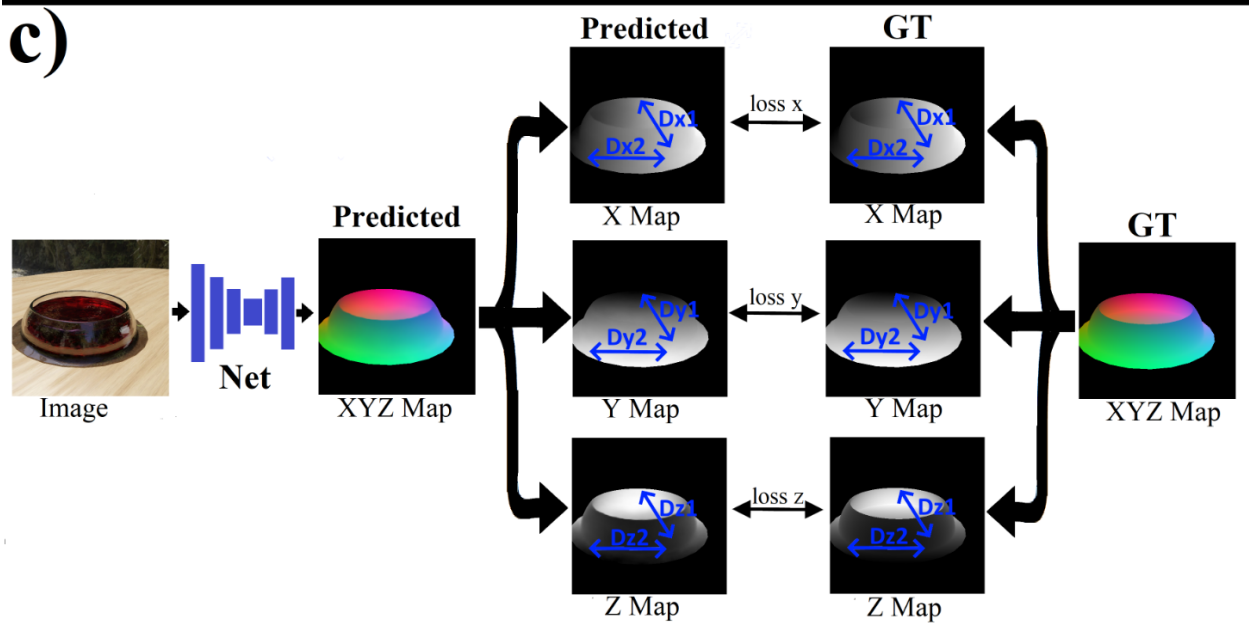 c)
Predicted GT
loss x
Dx1 Dx1
Dx2 Dx2
X Map X Map
Predicted GT
loss y
Dy1 Dy1
Dy2 Dy2
Net
Image XYZ Map Y Map Y Map XYZ Map
loss z
Dz1 Dz1
Dz2 Dz2
Z Map Z Map